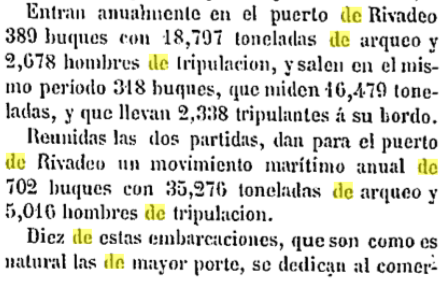 Entran anualmente en el puerto de Rivadeo
389 buques con 18,797 toneladas de arqueo y
2,678 hombres de tripulacion, y salen en el mis-
mo período 318 buques, que miden 16,479 tone-
ladas, y que llevan 2,338 tripulantes á su bordo.
Reunidas las dos partidas, dan para el puerto
de Rivadeo un movimiento marítimo anual de
702 buques con 35,276 toneladas de arqueo y
5,016 hombres de tripulacion.
Diez de estas embarcaciones, que son como es
natural las de mayor porte, se dedican al comer-